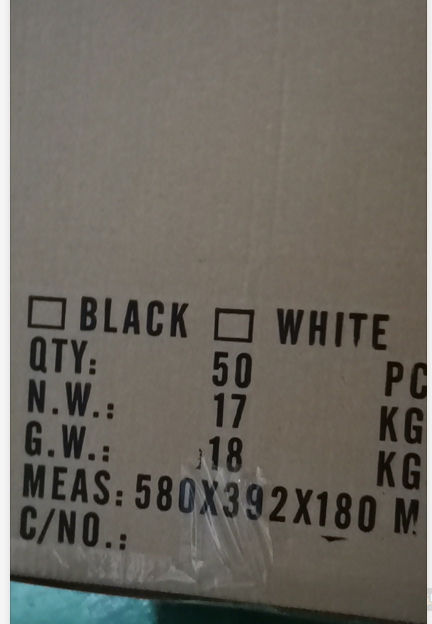 BLACK WHITE
QTY: 50 PC
N.W.: 17 KG
G.W.: 18 KG
MEAS: 580X392X180 M
C/NO.: